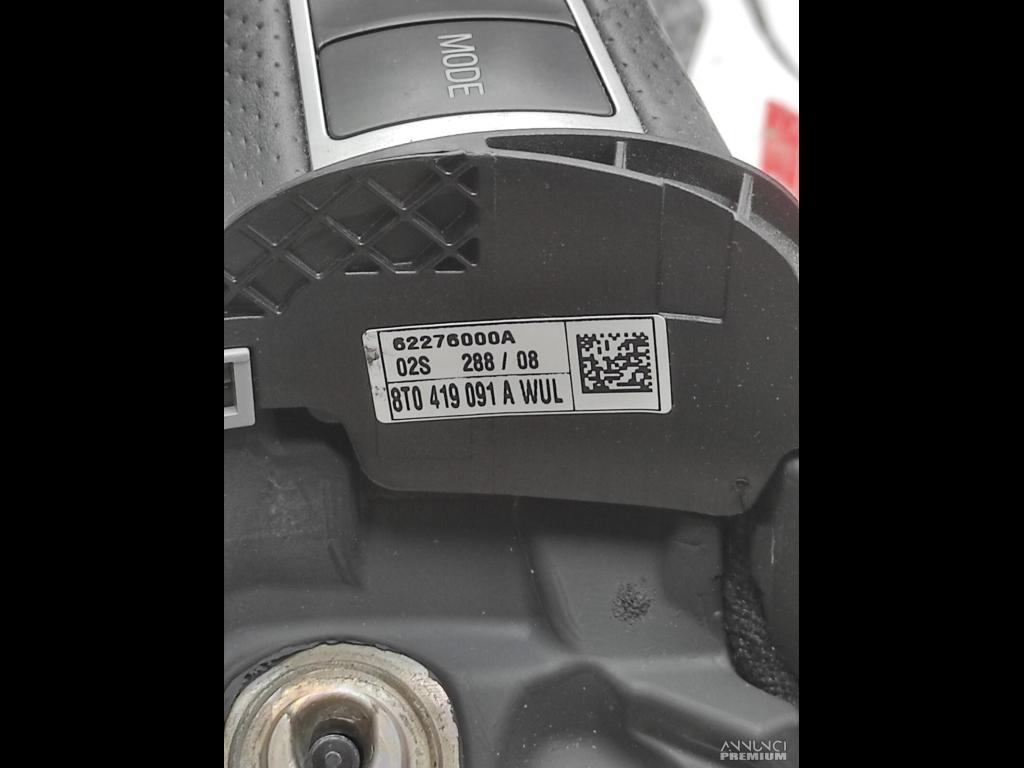 MODE
62276000A
02S 288 / 08
8T0 419 091 A WUL
ANNUNCI
PREMIUM